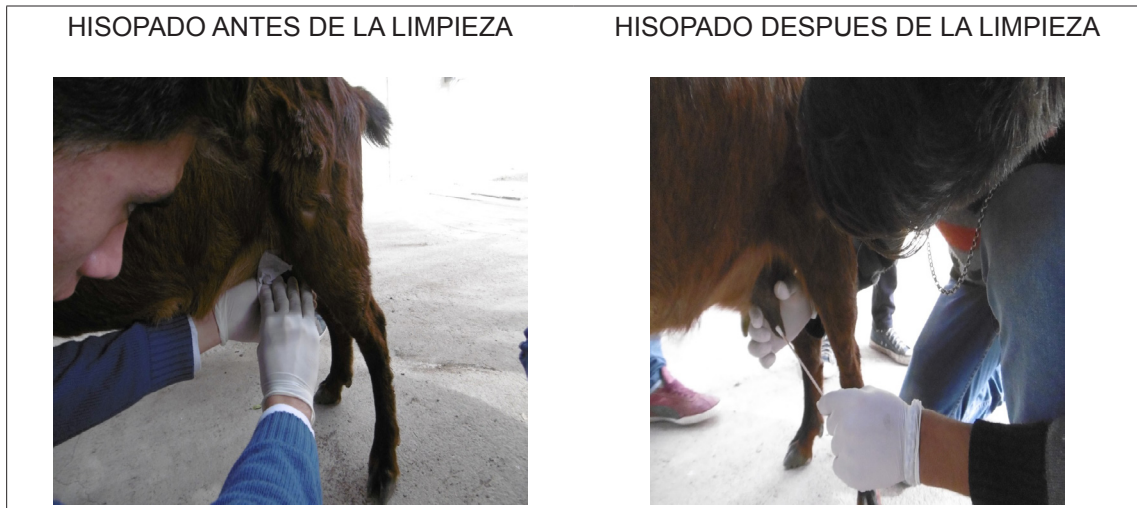 HISOPADO ANTES DE LA LIMPIEZA
HISOPADO DESPUES DE LA LIMPIEZA